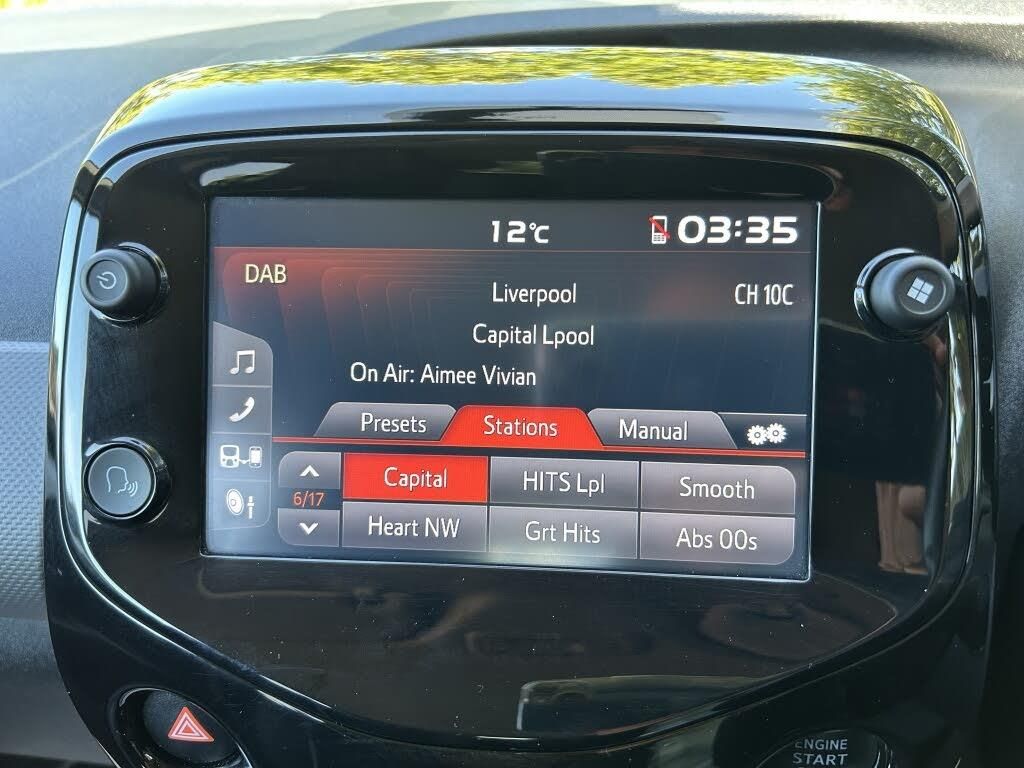 12°C
03:35
DAB
Liverpool
CH 10C
Capital Lpool
On Air: Aimee Vivian
Presets
Stations
Manual
6/17
Capital
HITS Lpl
Smooth
Heart NW
Grt Hits
Abs 00s
ENGINE
START